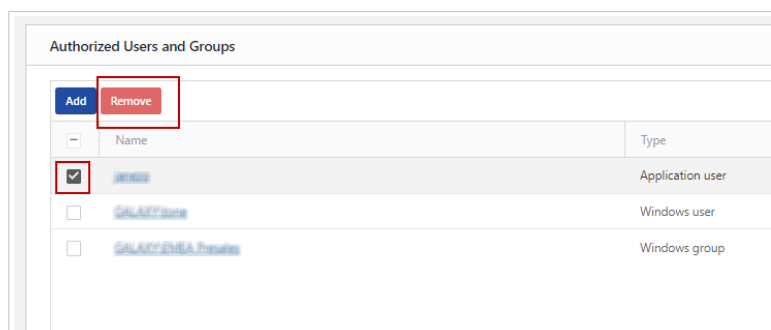 Authorized Users and Groups
Add Remove
Name Type
Application user
Windows user
Windows group